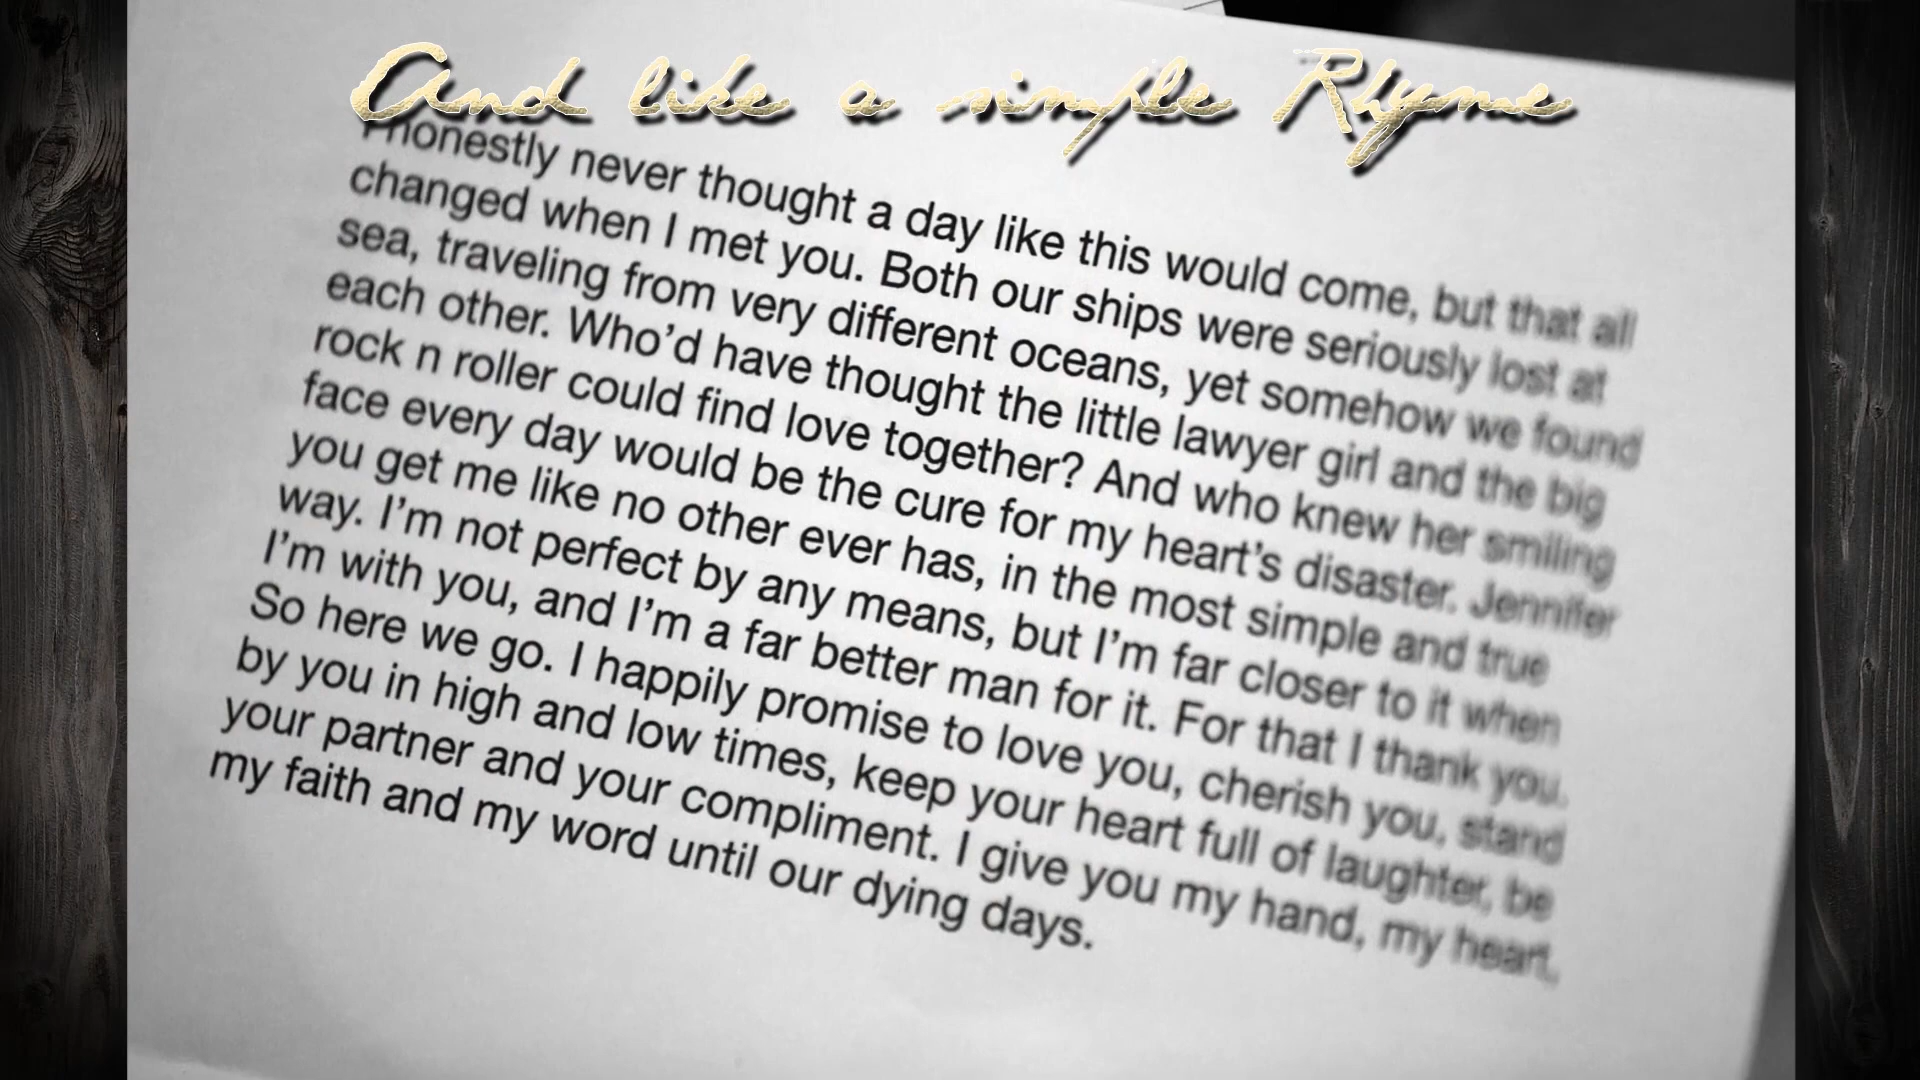 And like a simple Rhyme
I honestly never thought a day like this would come, but that all
changed when I met you. Both our ships were seriously lost at
sea, traveling from very different oceans, yet somehow we found
each other. Who'd have thought the little lawyer girl and the big
rock n roller could find love together? And who knew her smiling
face every day would be the cure for my heart's disaster. Jennifer
you get me like no other ever has, in the most simple and true
way. I'm not perfect by any means, but I'm far closer to it when
I'm with you, and I'm a far better man for it. For that I thank you.
So here we go. I happily promise to love you, cherish you, stand
by you in high and low times, keep your heart full of laughter, be
your partner and your compliment. I give you my hand, my heart,
my faith and my word until our dying days.